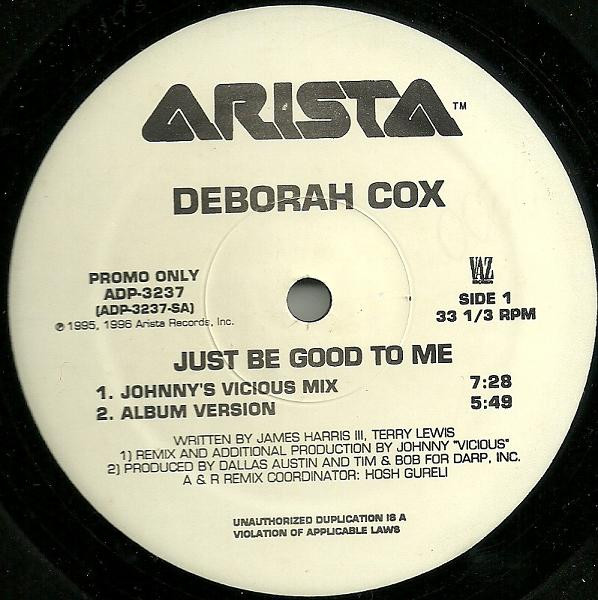 ARISTA™
DEBORAH COX
PROMO ONLY
ADP-3237
(ADP-3237-SA)
℗ 1995, 1996 Arista Records, Inc.
VAZ
SIDE 1
33 1/3 RPM
JUST BE GOOD TO ME
1. JOHNNY'S VICIOUS MIX 7:28
2. ALBUM VERSION 5:49
WRITTEN BY JAMES HARRIS III, TERRY LEWIS
1) REMIX AND ADDITIONAL PRODUCTION BY JOHNNY "VICIOUS"
2) PRODUCED BY DALLAS AUSTIN AND TIM & BOB FOR DARP, INC.
A & R REMIX COORDINATOR: HOSH GURELI
UNAUTHORIZED DUPLICATION IS A
VIOLATION OF APPLICABLE LAWS